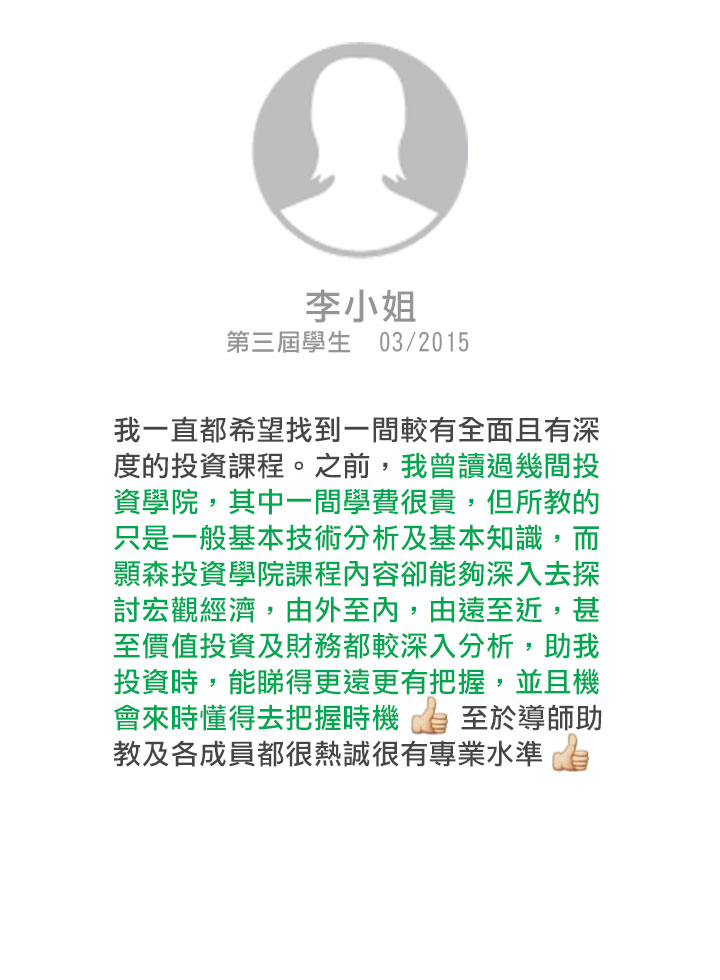 李小姐
第三屆學生 03/2015
我一直都希望找到一間較有全面且有深
度的投資課程。之前，我曾讀過幾間投
資學院，其中一間學費很貴，但所教的
只是一般基本技術分析及基本知識，而
顥森投資學院課程內容卻能夠深入去探
討宏觀經濟，由外至內，由遠至近，甚
至價值投資及財務都較深入分析，助我
投資時，能睇得更遠更有把握，並且機
會來時懂得去把握時機 👍 至於導師助
教及各成員都很熱誠很有專業水準 👍